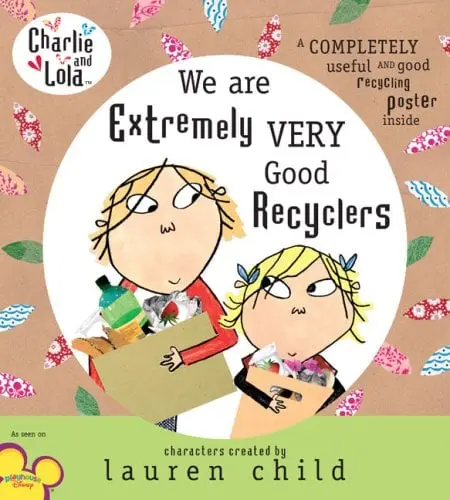 Charlie
and
Lola™
A COMPLETELY
useful AND good
recycling
poster
inside
We are
Extremely VERY
Good
Recyclers
As seen on
playhouse
Disney
characters created by
lauren child